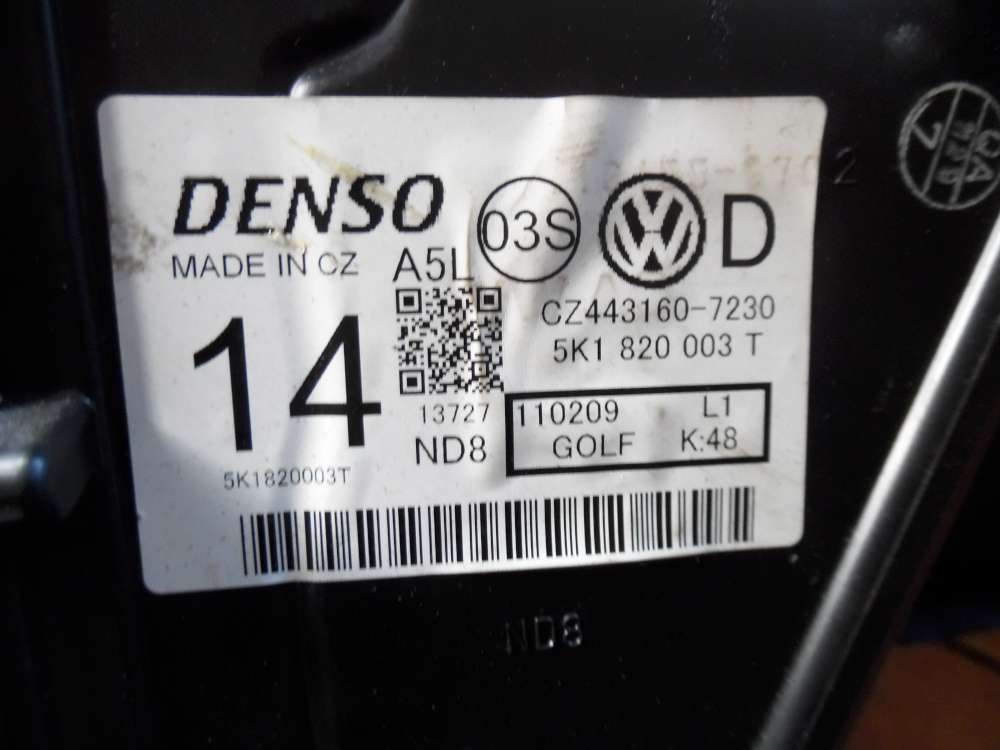 DENSO
03S
D
MADE IN CZ
A5L
CZ443160-7230
5K1 820 003 T
14
13727
110209 L1
ND8
GOLF K:48
5K1820003T
ND8